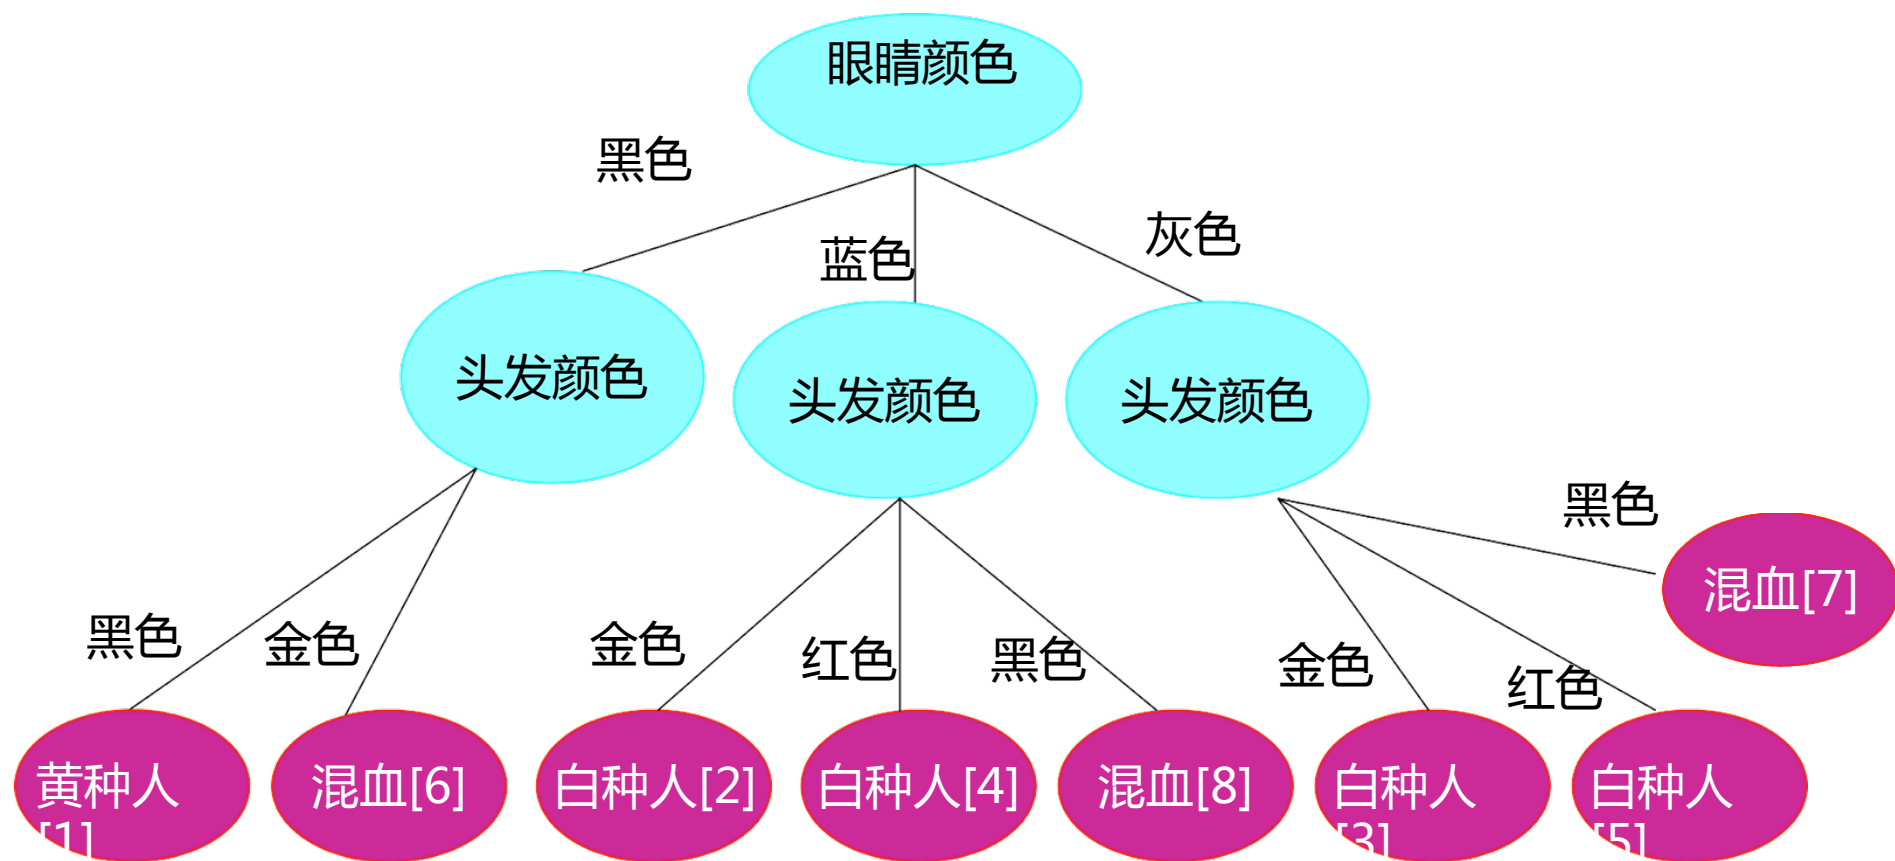 眼睛颜色
黑色
蓝色
灰色
头发颜色
头发颜色
头发颜色
黑色
混血[7]
黑色
金色
金色
红色
黑色
金色
红色
黄种人
[1]
混血[6]
白种人[2]
白种人[4]
混血[8]
白种人
[3]
白种人
[5]